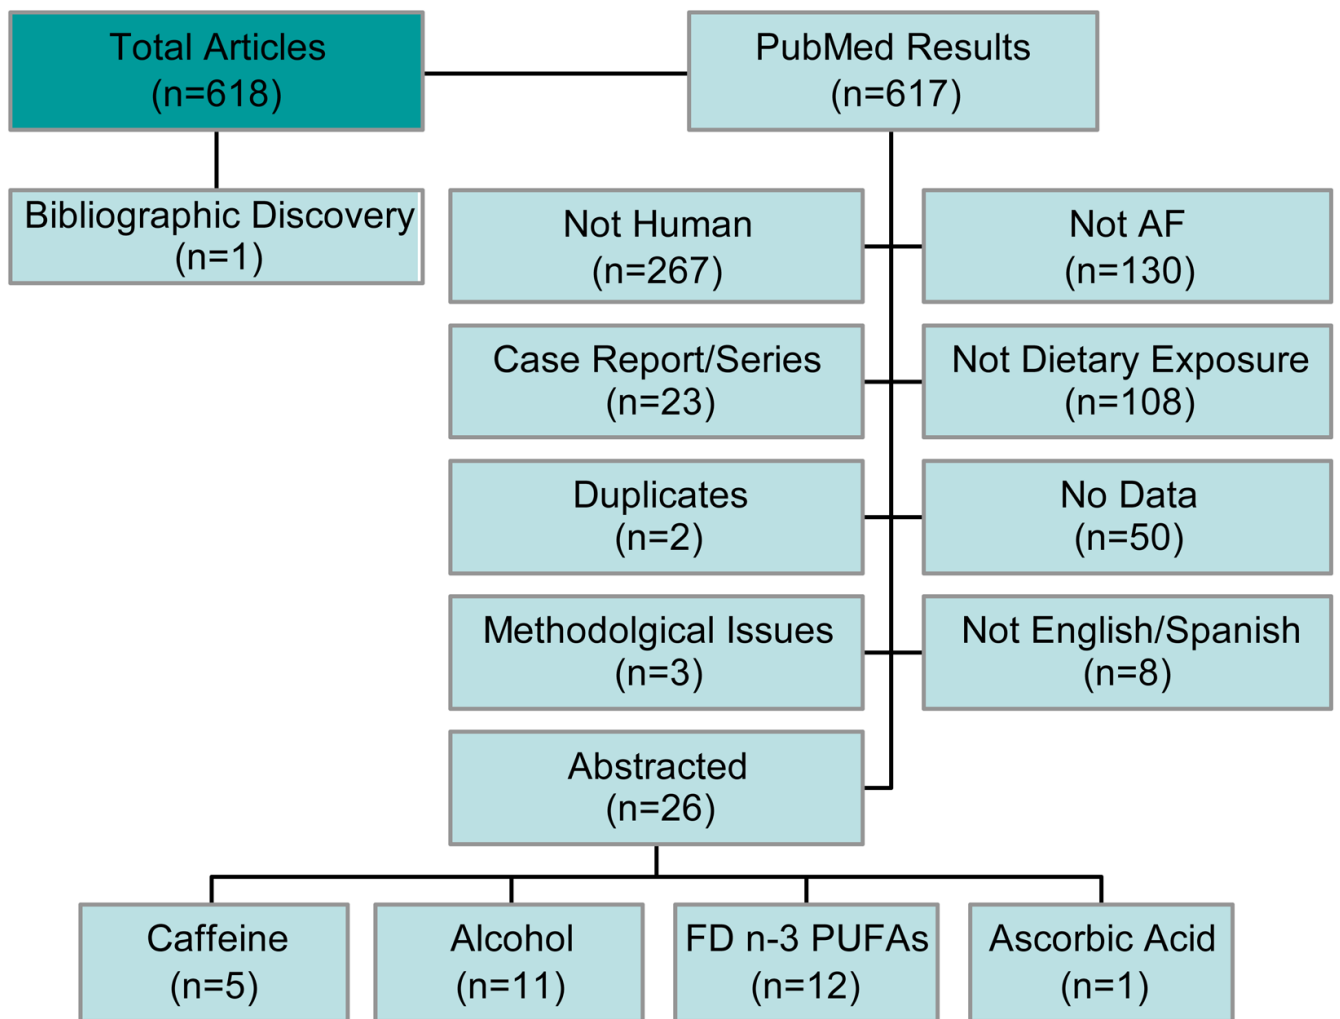 Total Articles
(n=618)
PubMed Results
(n=617)
Bibliographic Discovery
(n=1)
Not Human
(n=267)
Not AF
(n=130)
Case Report/Series
(n=23)
Not Dietary Exposure
(n=108)
Duplicates
(n=2)
No Data
(n=50)
Methodolgical Issues
(n=3)
Not English/Spanish
(n=8)
Abstracted
(n=26)
Caffeine
(n=5)
Alcohol
(n=11)
FD n-3 PUFAs
(n=12)
Ascorbic Acid
(n=1)